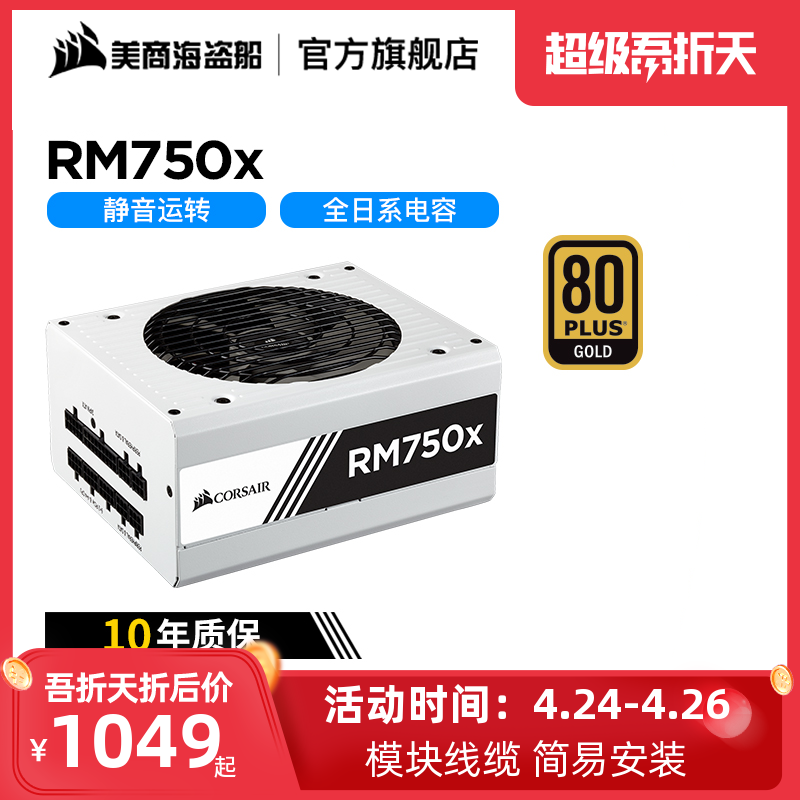 美商海盗船 | 官方旗舰店
超级吾折天
RM750x
静音运转
全日系电容
80
PLUS®
GOLD
RM750x
CORSAIR
10年质保
吾折天折后价
¥1049起
活动时间：4.24-4.26
模块线缆 简易安装